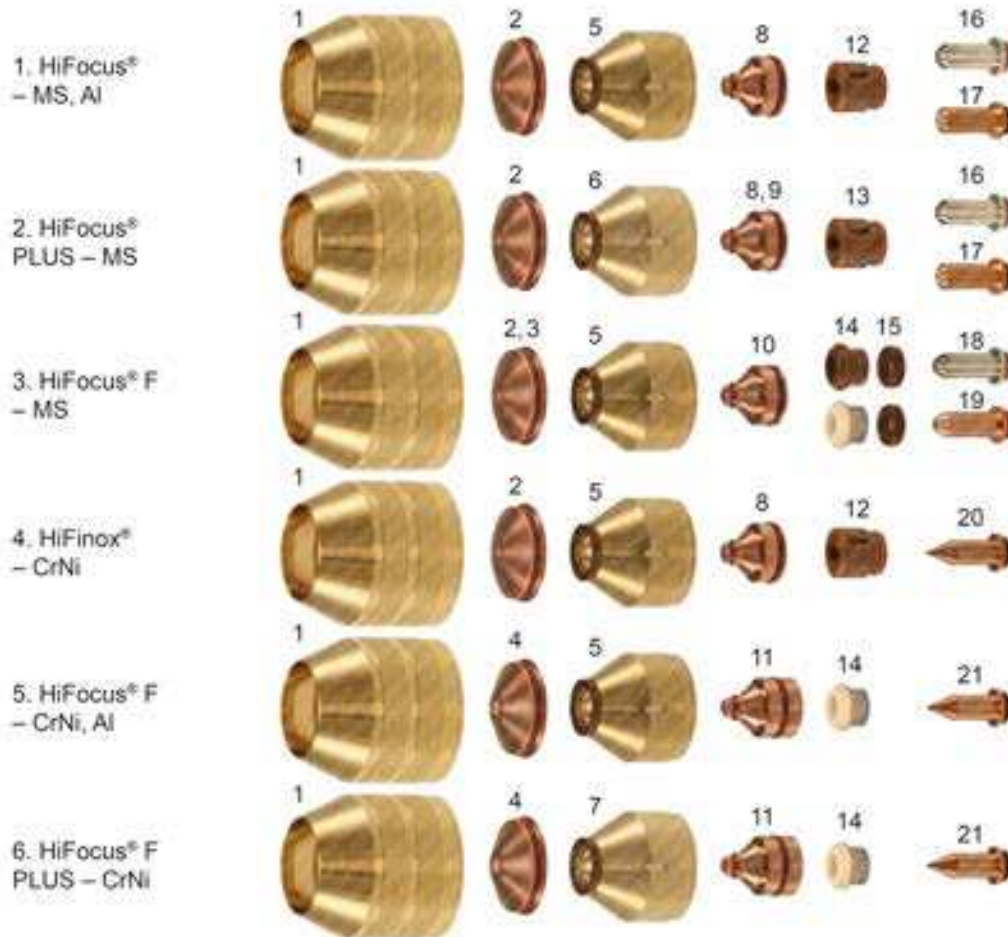 1 2 5 8 12 16
1. HiFocus®
– MS, Al
17
1 2 6 8, 9 13 16
2. HiFocus®
PLUS – MS
17
1 2, 3 5 10 14 15 18
3. HiFocus® F
– MS
19
1 2 5 8 12 20
4. HiFinox®
– CrNi
1 4 5 11 14 21
5. HiFocus® F
– CrNi, Al
1 4 7 11 14 21
6. HiFocus® F
PLUS – CrNi